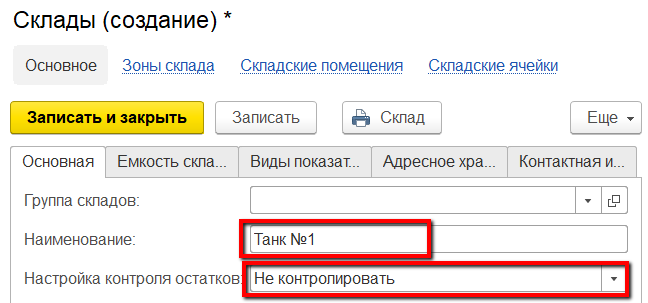 Склады (создание) *
Основное Зоны склада Складские помещения Складские ячейки
Записать и закрыть Записать Склад Еще
Основная Емкость скла... Виды показат... Адресное хра... Контактная и...
Группа складов:
Наименование: Танк №1
Настройка контроля остатков: Не контролировать